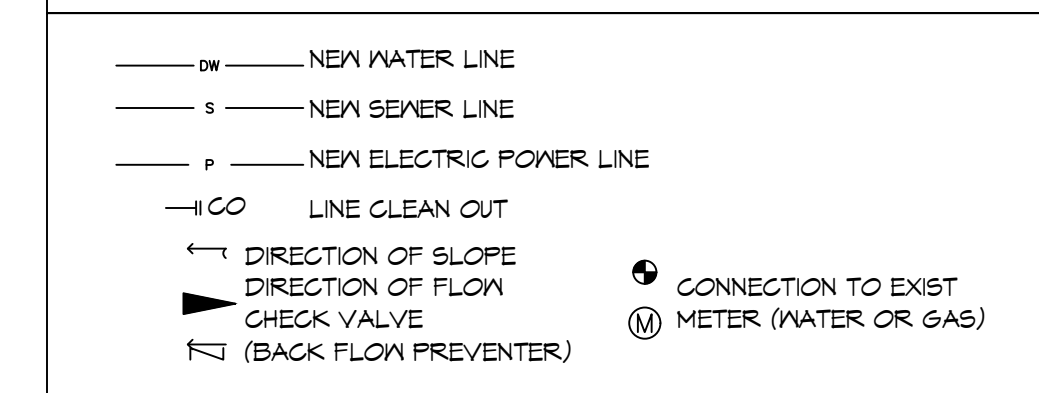 DW NEW WATER LINE
S NEW SEWER LINE
P NEW ELECTRIC POWER LINE
CO LINE CLEAN OUT
DIRECTION OF SLOPE
DIRECTION OF FLOW
CHECK VALVE
(BACK FLOW PREVENTER)
CONNECTION TO EXIST
M METER (WATER OR GAS)